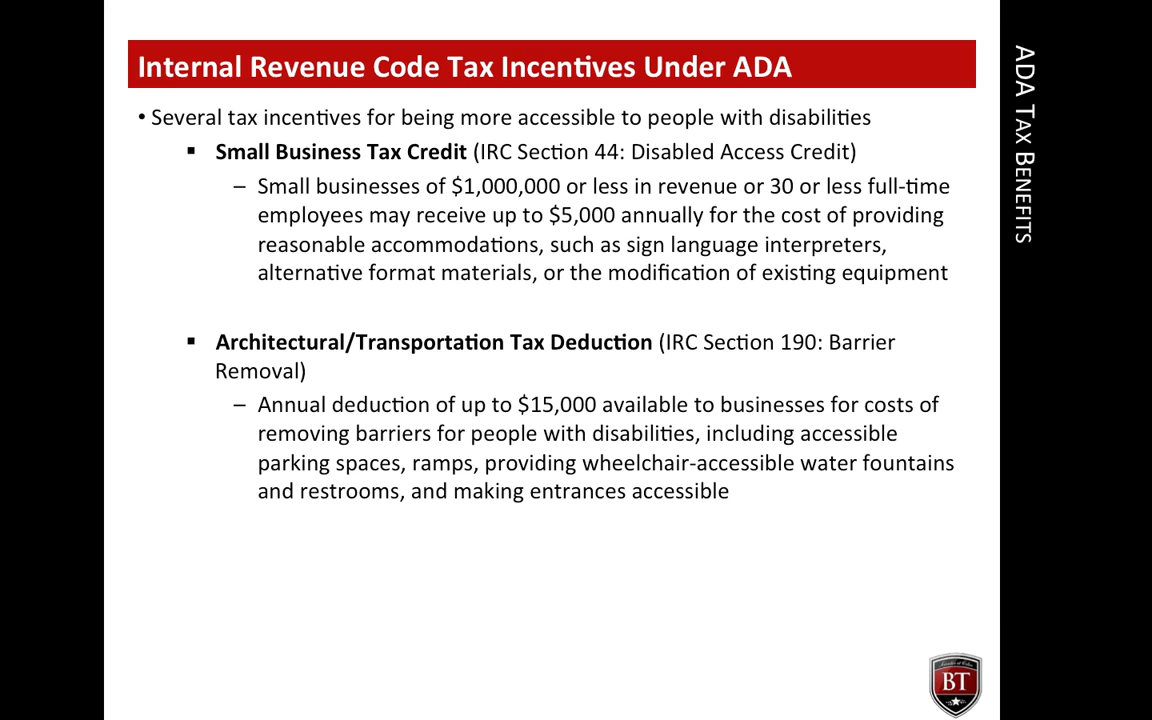 Internal Revenue Code Tax Incentives Under ADA
• Several tax incentives for being more accessible to people with disabilities
▪ Small Business Tax Credit (IRC Section 44: Disabled Access Credit)
– Small businesses of $1,000,000 or less in revenue or 30 or less full-time
employees may receive up to $5,000 annually for the cost of providing
reasonable accommodations, such as sign language interpreters,
alternative format materials, or the modification of existing equipment
▪ Architectural/Transportation Tax Deduction (IRC Section 190: Barrier
Removal)
– Annual deduction of up to $15,000 available to businesses for costs of
removing barriers for people with disabilities, including accessible
parking spaces, ramps, providing wheelchair-accessible water fountains
and restrooms, and making entrances accessible
ADA TAX BENEFITS
BT